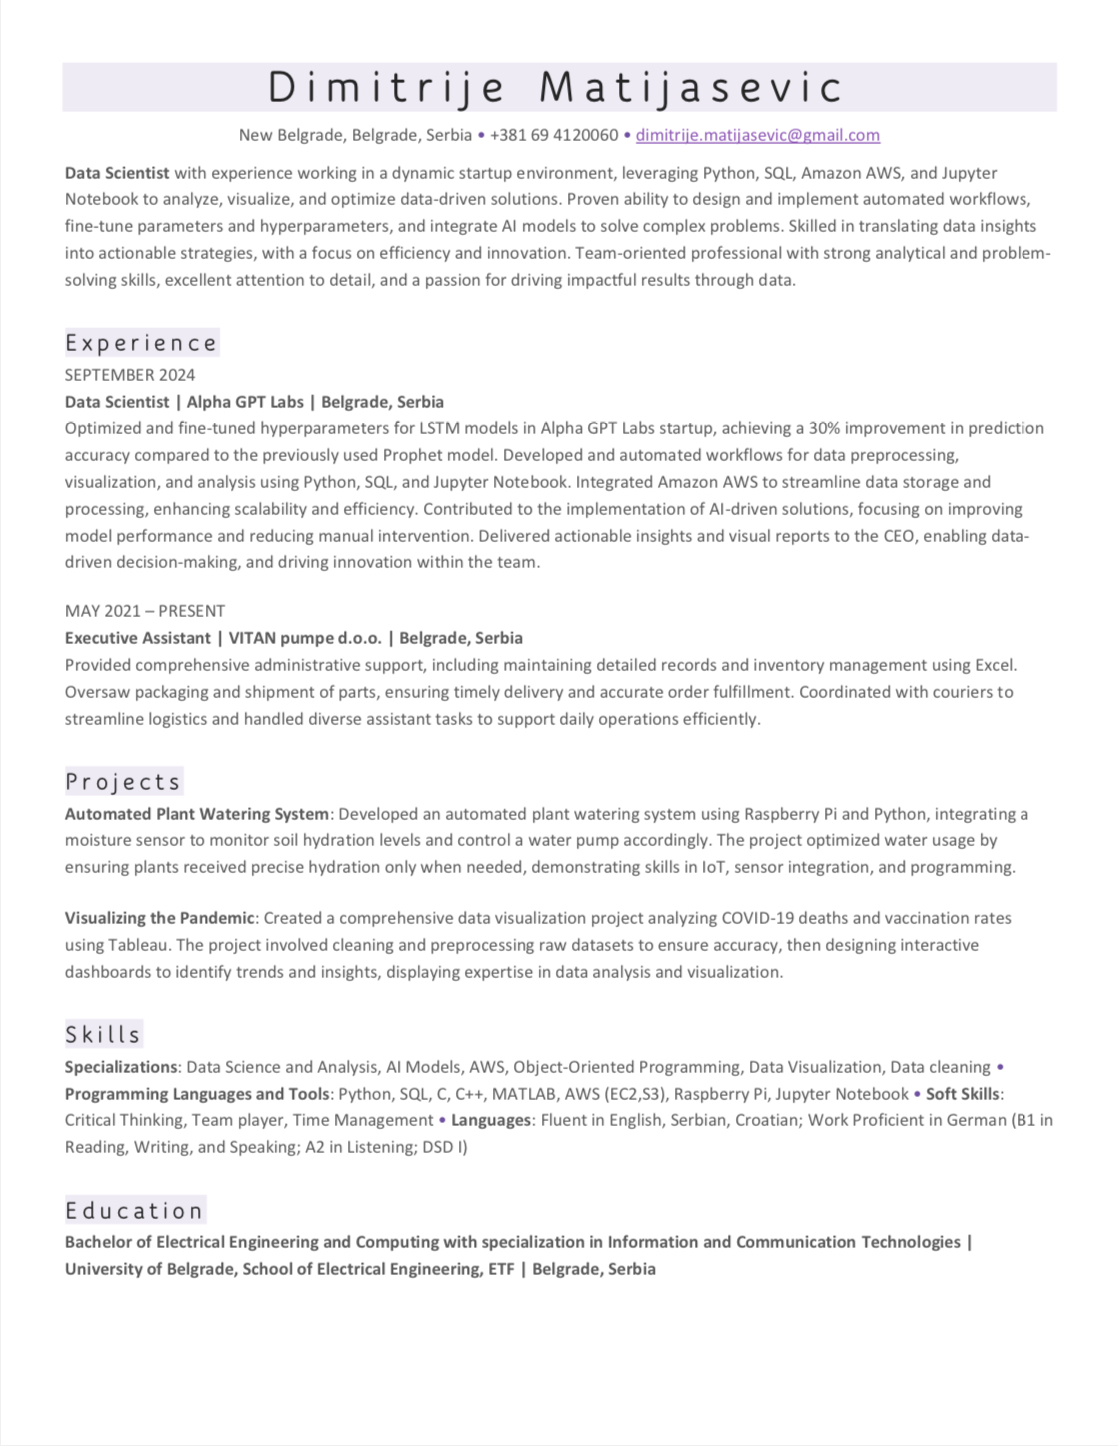 Dimitrije Matijasevic
New Belgrade, Belgrade, Serbia • +381 69 4120060 • dimitrije.matijasevic@gmail.com
Data Scientist with experience working in a dynamic startup environment, leveraging Python, SQL, Amazon AWS, and Jupyter
Notebook to analyze, visualize, and optimize data-driven solutions. Proven ability to design and implement automated workflows,
fine-tune parameters and hyperparameters, and integrate AI models to solve complex problems. Skilled in translating data insights
into actionable strategies, with a focus on efficiency and innovation. Team-oriented professional with strong analytical and problem-
solving skills, excellent attention to detail, and a passion for driving impactful results through data.
Experience
SEPTEMBER 2024
Data Scientist | Alpha GPT Labs | Belgrade, Serbia
Optimized and fine-tuned hyperparameters for LSTM models in Alpha GPT Labs startup, achieving a 30% improvement in prediction
accuracy compared to the previously used Prophet model. Developed and automated workflows for data preprocessing,
visualization, and analysis using Python, SQL, and Jupyter Notebook. Integrated Amazon AWS to streamline data storage and
processing, enhancing scalability and efficiency. Contributed to the implementation of AI-driven solutions, focusing on improving
model performance and reducing manual intervention. Delivered actionable insights and visual reports to the CEO, enabling data-
driven decision-making, and driving innovation within the team.
MAY 2021 – PRESENT
Executive Assistant | VITAN pumpe d.o.o. | Belgrade, Serbia
Provided comprehensive administrative support, including maintaining detailed records and inventory management using Excel.
Oversaw packaging and shipment of parts, ensuring timely delivery and accurate order fulfillment. Coordinated with couriers to
streamline logistics and handled diverse assistant tasks to support daily operations efficiently.
Projects
Automated Plant Watering System: Developed an automated plant watering system using Raspberry Pi and Python, integrating a
moisture sensor to monitor soil hydration levels and control a water pump accordingly. The project optimized water usage by
ensuring plants received precise hydration only when needed, demonstrating skills in IoT, sensor integration, and programming.
Visualizing the Pandemic: Created a comprehensive data visualization project analyzing COVID-19 deaths and vaccination rates
using Tableau. The project involved cleaning and preprocessing raw datasets to ensure accuracy, then designing interactive
dashboards to identify trends and insights, displaying expertise in data analysis and visualization.
Skills
Specializations: Data Science and Analysis, AI Models, AWS, Object-Oriented Programming, Data Visualization, Data cleaning •
Programming Languages and Tools: Python, SQL, C, C++, MATLAB, AWS (EC2,S3), Raspberry Pi, Jupyter Notebook • Soft Skills:
Critical Thinking, Team player, Time Management • Languages: Fluent in English, Serbian, Croatian; Work Proficient in German (B1 in
Reading, Writing, and Speaking; A2 in Listening; DSD I)
Education
Bachelor of Electrical Engineering and Computing with specialization in Information and Communication Technologies |
University of Belgrade, School of Electrical Engineering, ETF | Belgrade, Serbia